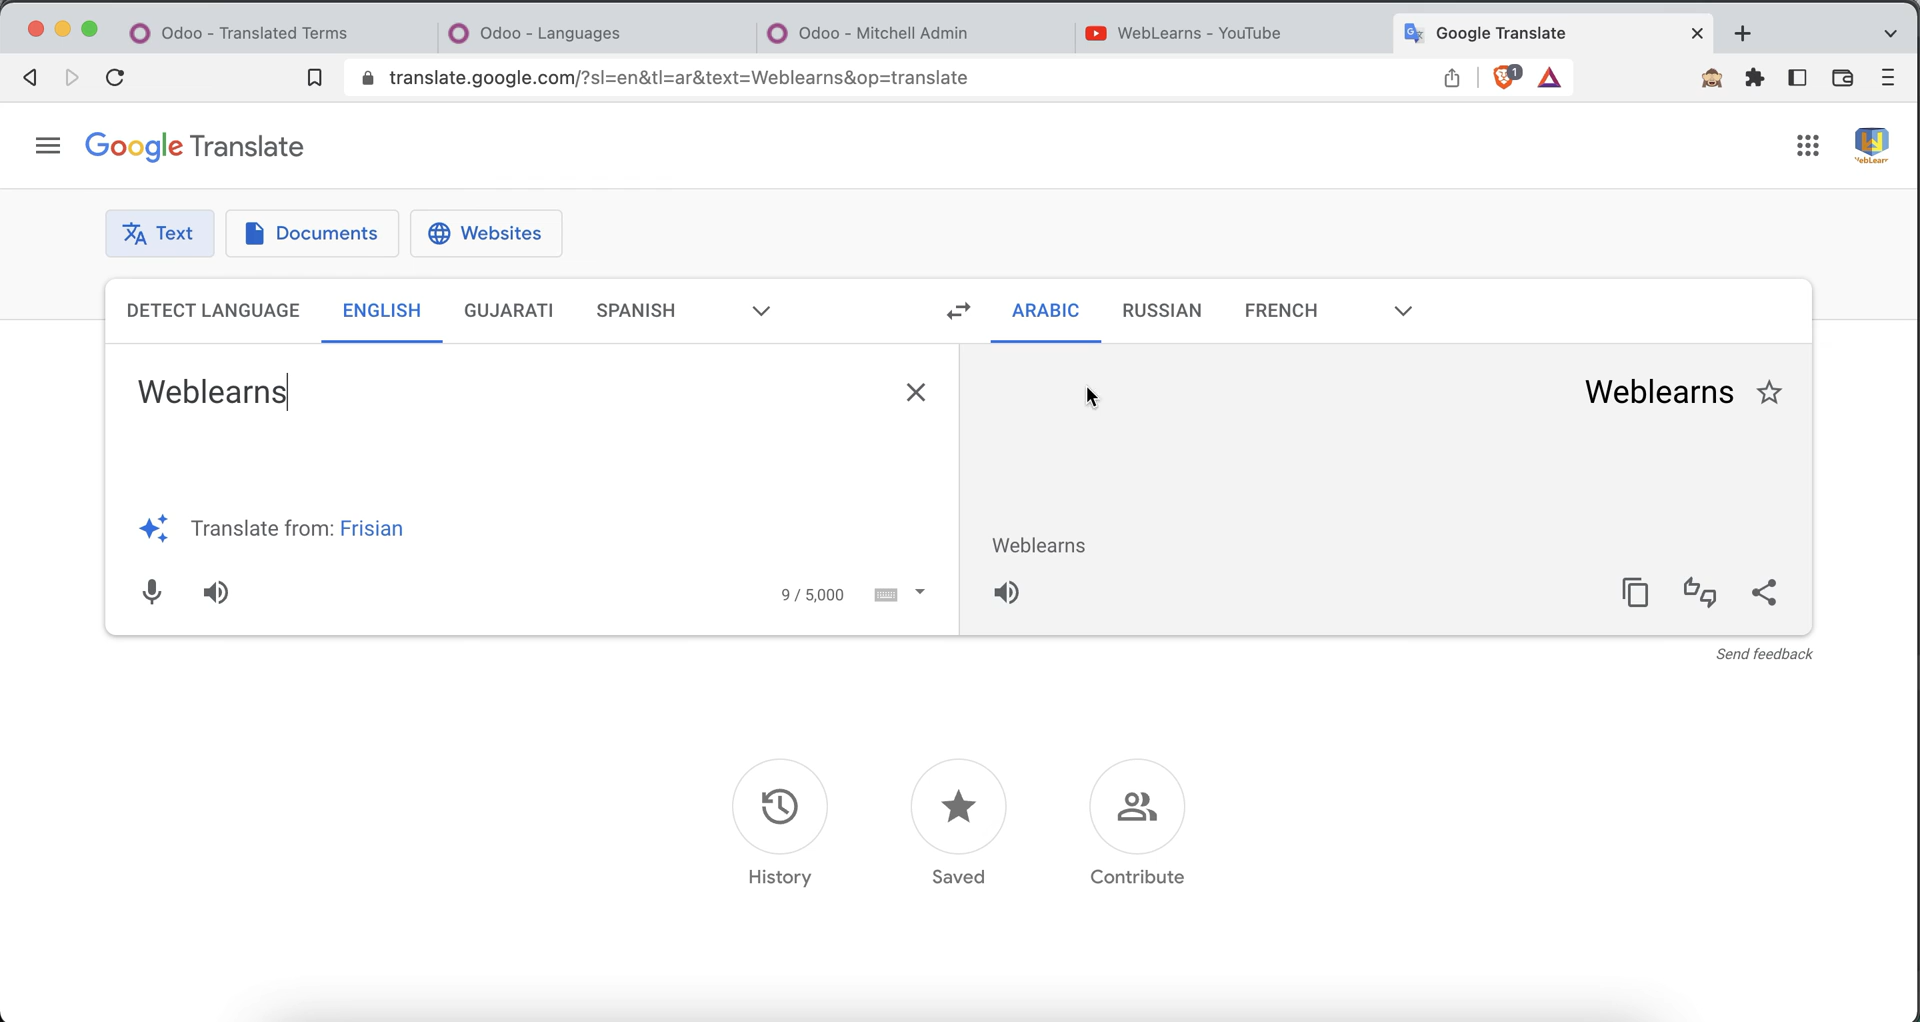 Odoo - Translated Terms
Odoo - Languages
Odoo - Mitchell Admin
WebLearns - YouTube
Google Translate
translate.google.com/?sl=en&tl=ar&text=Weblearns&op=translate
1
Google Translate
WebLearn
Text
Documents
Websites
DETECT LANGUAGE
ENGLISH
GUJARATI
SPANISH
ARABIC
RUSSIAN
FRENCH
Weblearns
Weblearns
Translate from: Frisian
Weblearns
9 / 5,000
Send feedback
History
Saved
Contribute